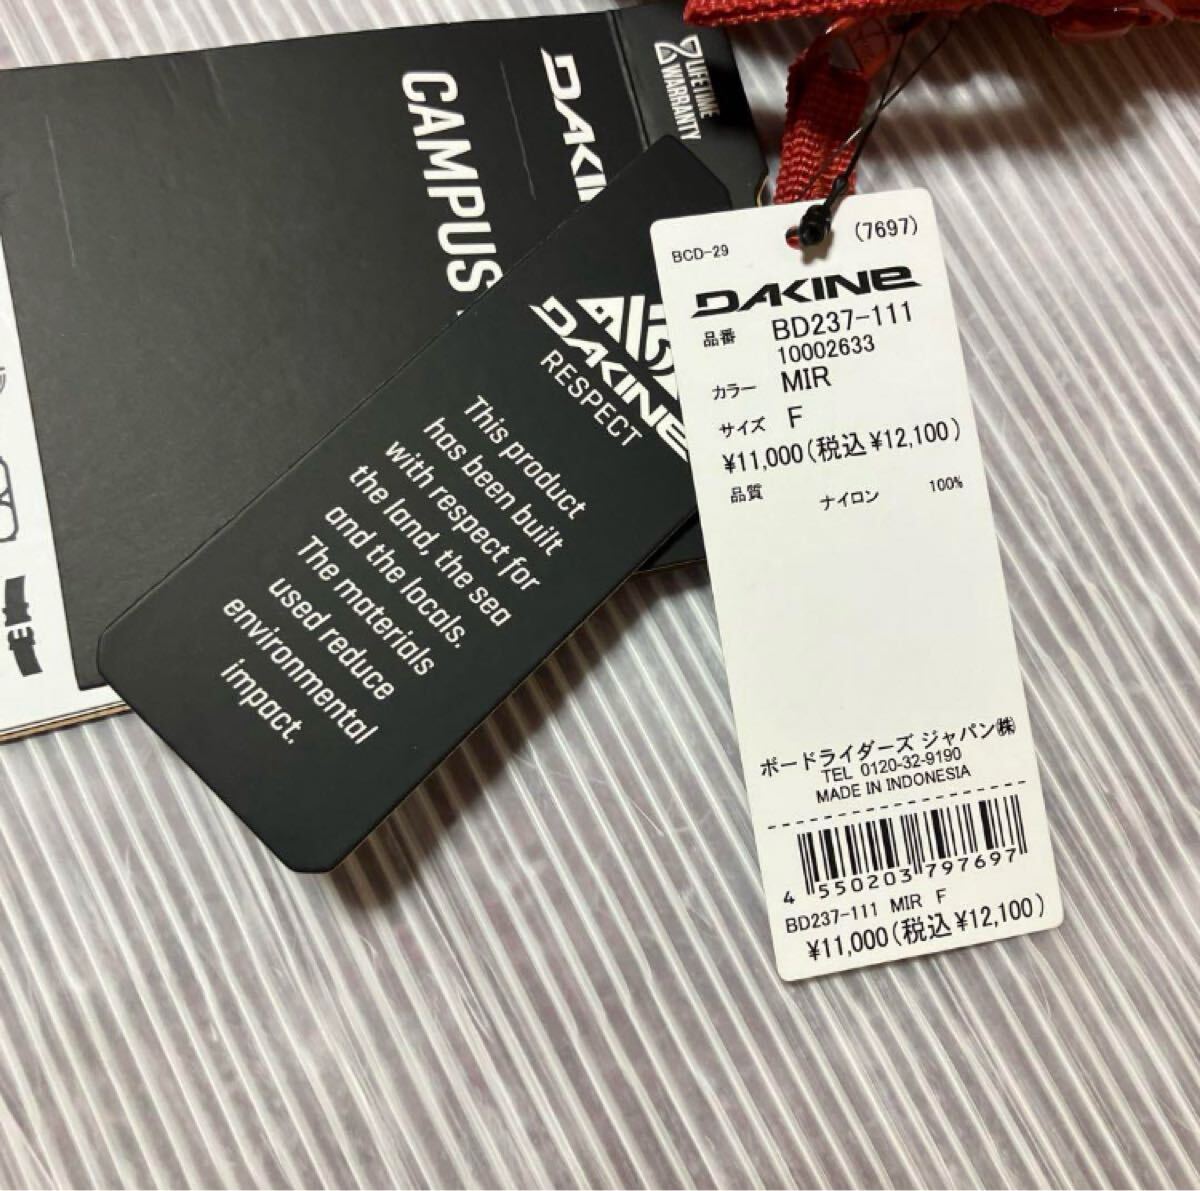 LIFETIME
WARRANTY
CAMPUS
DAKINE
RESPECT
This product
has been built
with respect for
the land, the sea
and the locals.
The materials
used reduce
environmental
impact.
BCD-29
(7697)
DAKINE
品番 BD237-111
10002633
カラー MIR
サイズ F
¥11,000(税込¥12,100)
品質 ナイロン 100%
ボードライダーズ ジャパン㈱
TEL 0120-32-9190
MADE IN INDONESIA
4 550203 797697
BD237-111 MIR F
¥11,000(税込¥12,100)